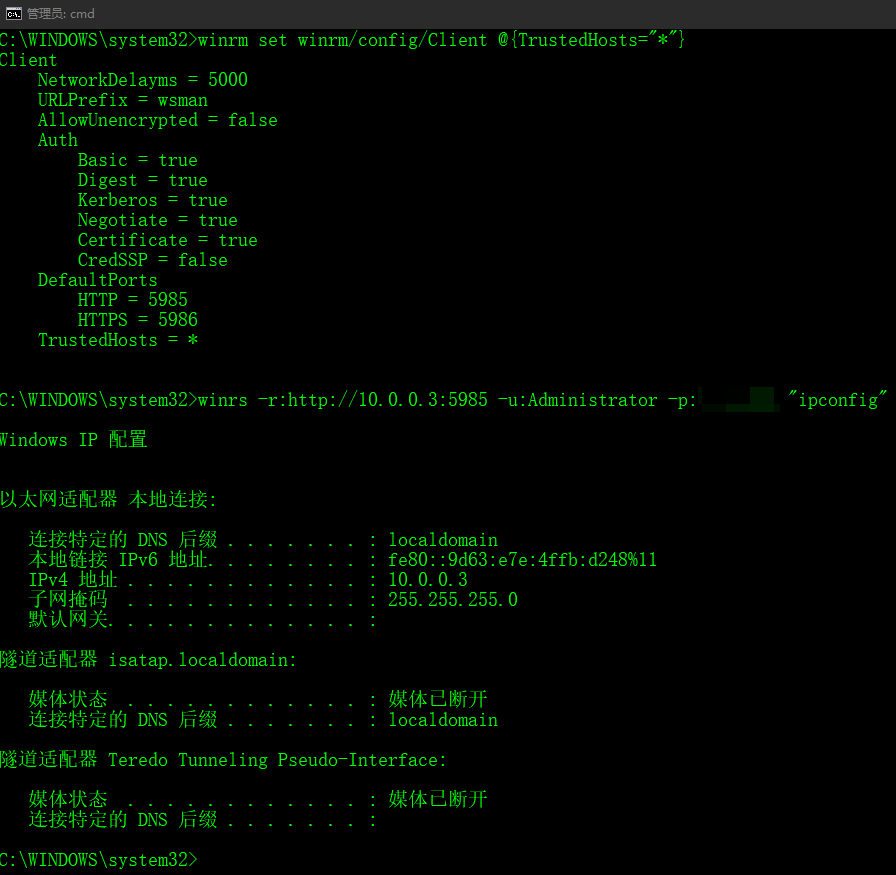 管理员: cmd
C:\WINDOWS\system32>winrm set winrm/config/Client @{TrustedHosts="*"}
Client
    NetworkDelayms = 5000
    URLPrefix = wsman
    AllowUnencrypted = false
    Auth
        Basic = true
        Digest = true
        Kerberos = true
        Negotiate = true
        Certificate = true
        CredSSP = false
    DefaultPorts
        HTTP = 5985
        HTTPS = 5986
    TrustedHosts = *
C:\WINDOWS\system32>winrs -r:http://10.0.0.3:5985 -u:Administrator -p: "ipconfig"
Windows IP 配置
以太网适配器 本地连接:
   连接特定的 DNS 后缀 . . . . . . . : localdomain
   本地链接 IPv6 地址. . . . . . . . : fe80::9d63:e7e:4ffb:d248%11
   IPv4 地址 . . . . . . . . . . . . : 10.0.0.3
   子网掩码  . . . . . . . . . . . . : 255.255.255.0
   默认网关. . . . . . . . . . . . . :
隧道适配器 isatap.localdomain:
   媒体状态  . . . . . . . . . . . . : 媒体已断开
   连接特定的 DNS 后缀 . . . . . . . : localdomain
隧道适配器 Teredo Tunneling Pseudo-Interface:
   媒体状态  . . . . . . . . . . . . : 媒体已断开
   连接特定的 DNS 后缀 . . . . . . . :
C:\WINDOWS\system32>